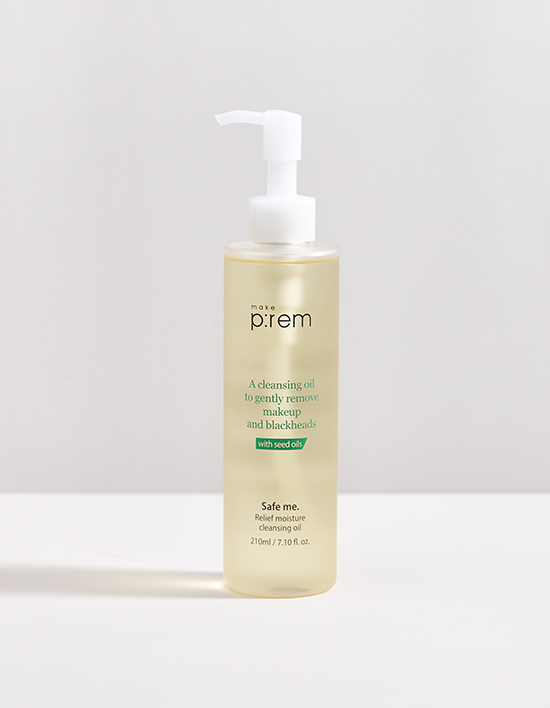 make
p:rem
A cleansing oil
to gently remove
makeup
and blackheads
with seed oils
Safe me.
Relief moisture
cleansing oil
210ml / 7.10 fl. oz.